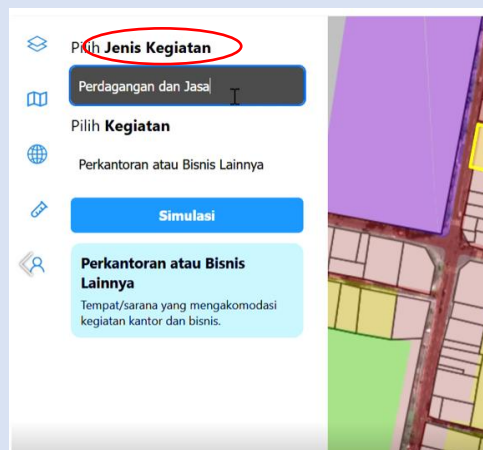 Pilih Jenis Kegiatan
Perdagangan dan Jasa
Pilih Kegiatan
Perkantoran atau Bisnis Lainnya
Simulasi
Perkantoran atau Bisnis
Lainnya
Tempat/sarana yang mengakomodasi
kegiatan kantor dan bisnis.